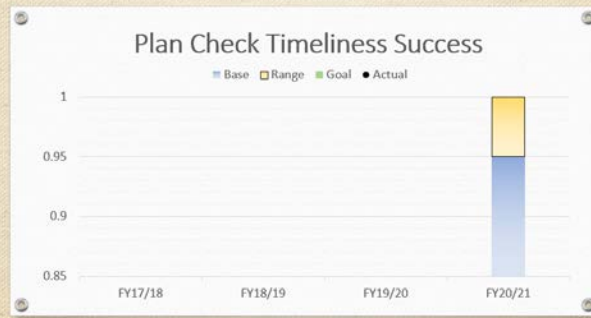 Plan Check Timeliness Success
Base Range Goal Actual
1
0.95
0.9
0.85
FY17/18 FY18/19 FY19/20 FY20/21